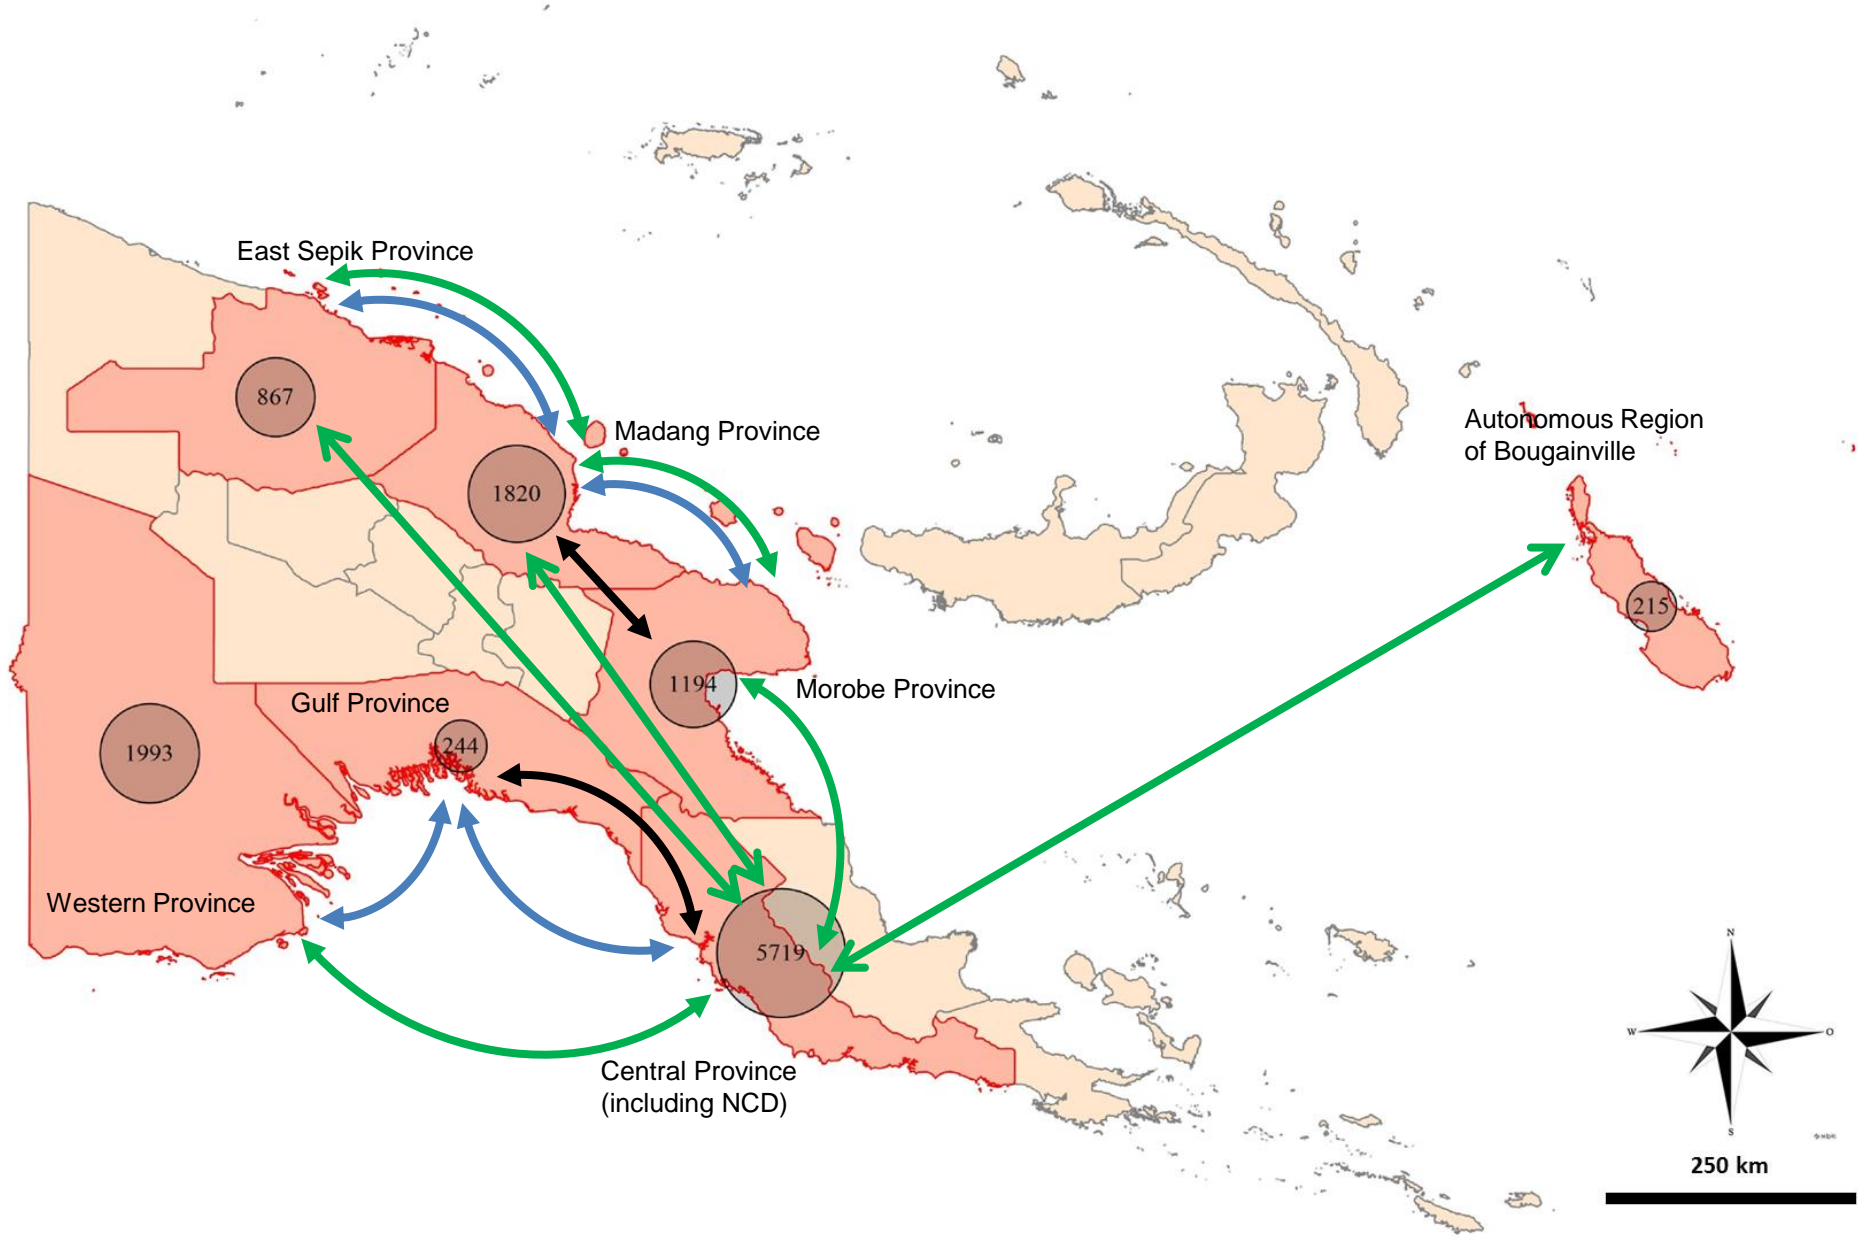 East Sepik Province
867
Madang Province
1820
Autonomous Region
of Bougainville
215
1194
Morobe Province
Gulf Province
244
1993
Western Province
5719
Central Province
(including NCD)
N
W
O
S
250 km